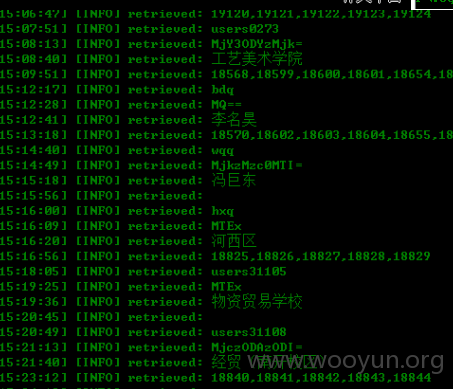 15:06:47] [INFO] retrieved: 19120,19121,19122,19123,19124
15:07:51] [INFO] retrieved: users0273
15:08:13] [INFO] retrieved: MjY3ODYzMjk=
15:08:40] [INFO] retrieved: 工艺美术学院
15:09:51] [INFO] retrieved: 18568,18599,18600,18601,18654,18
15:12:17] [INFO] retrieved: bdq
15:12:28] [INFO] retrieved: MQ==
15:12:41] [INFO] retrieved: 李名昊
15:13:18] [INFO] retrieved: 18570,18602,18603,18604,18655,18
15:14:40] [INFO] retrieved: wqq
15:14:49] [INFO] retrieved: MjkzMzc0MTI=
15:15:18] [INFO] retrieved: 冯巨东
15:15:56] [INFO] retrieved:
15:16:00] [INFO] retrieved: hxq
15:16:09] [INFO] retrieved: MTEx
15:16:20] [INFO] retrieved: 河西区
15:16:56] [INFO] retrieved: 18825,18826,18827,18828,18829
15:18:05] [INFO] retrieved: users31105
15:19:25] [INFO] retrieved: MTEx
15:19:36] [INFO] retrieved: 物资贸易学校
15:20:45] [INFO] retrieved:
15:20:49] [INFO] retrieved: users31108
15:21:13] [INFO] retrieved: MjczODAzODI=
15:21:40] [INFO] retrieved: 经贸
www.wooyun.org
15:23:12] [INFO] retrieved: 18840,18841,18842,18843,18844